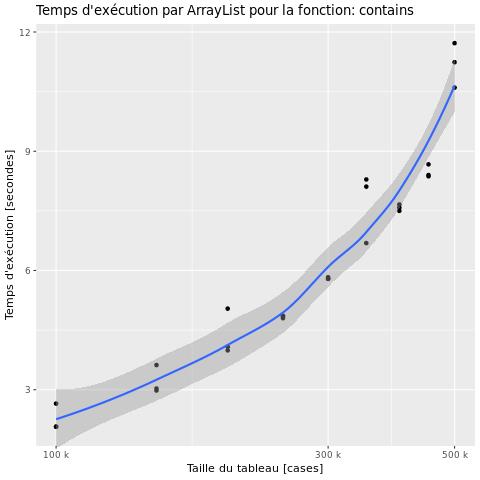 Temps d'exécution par ArrayList pour la fonction: contains
12
9
6
3
Temps d'exécution [secondes]
100 k
300 k
500 k
Taille du tableau [cases]